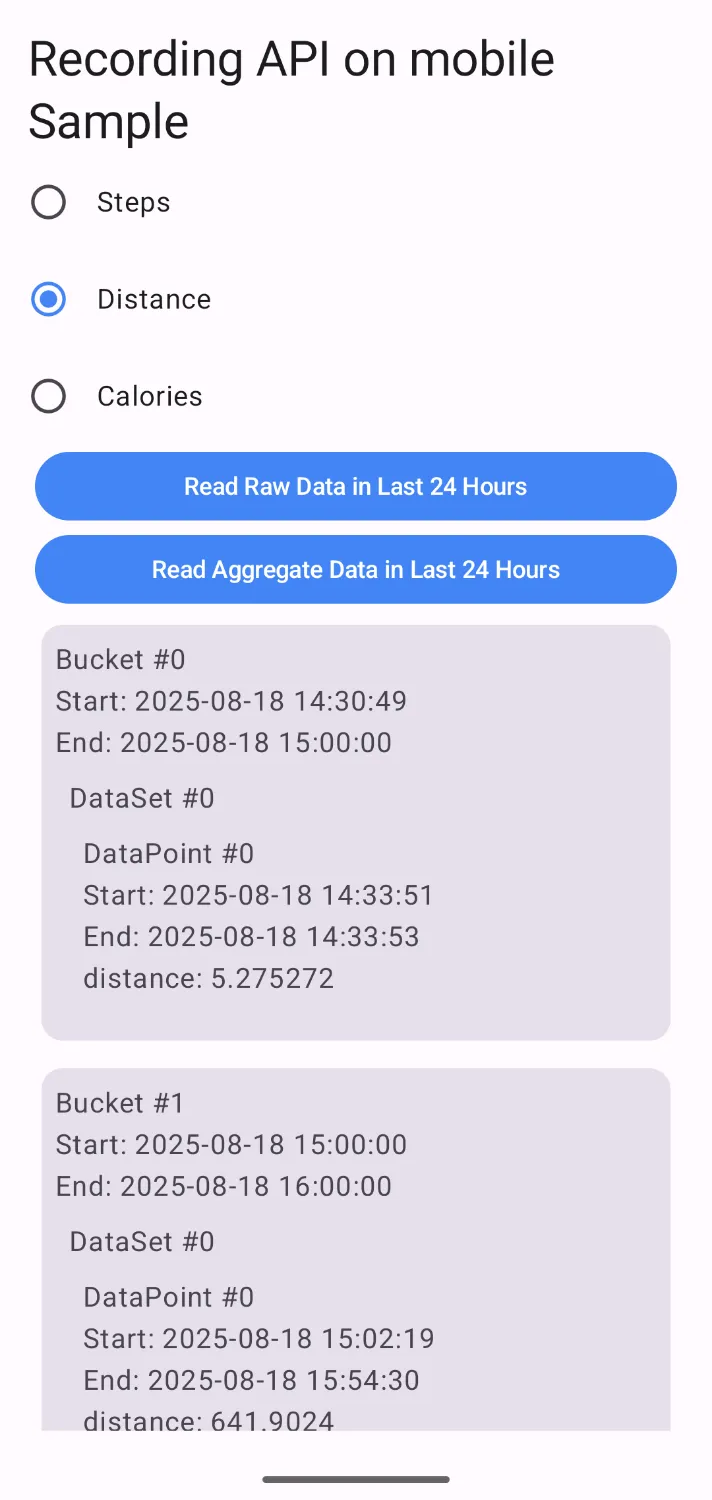 Recording API on mobile
Sample
Steps
Distance
Calories
Read Raw Data in Last 24 Hours
Read Aggregate Data in Last 24 Hours
Bucket #0
Start: 2025-08-18 14:30:49
End: 2025-08-18 15:00:00
DataSet #0
DataPoint #0
Start: 2025-08-18 14:33:51
End: 2025-08-18 14:33:53
distance: 5.275272
Bucket #1
Start: 2025-08-18 15:00:00
End: 2025-08-18 16:00:00
DataSet #0
DataPoint #0
Start: 2025-08-18 15:02:19
End: 2025-08-18 15:54:30
distance: 641.9024